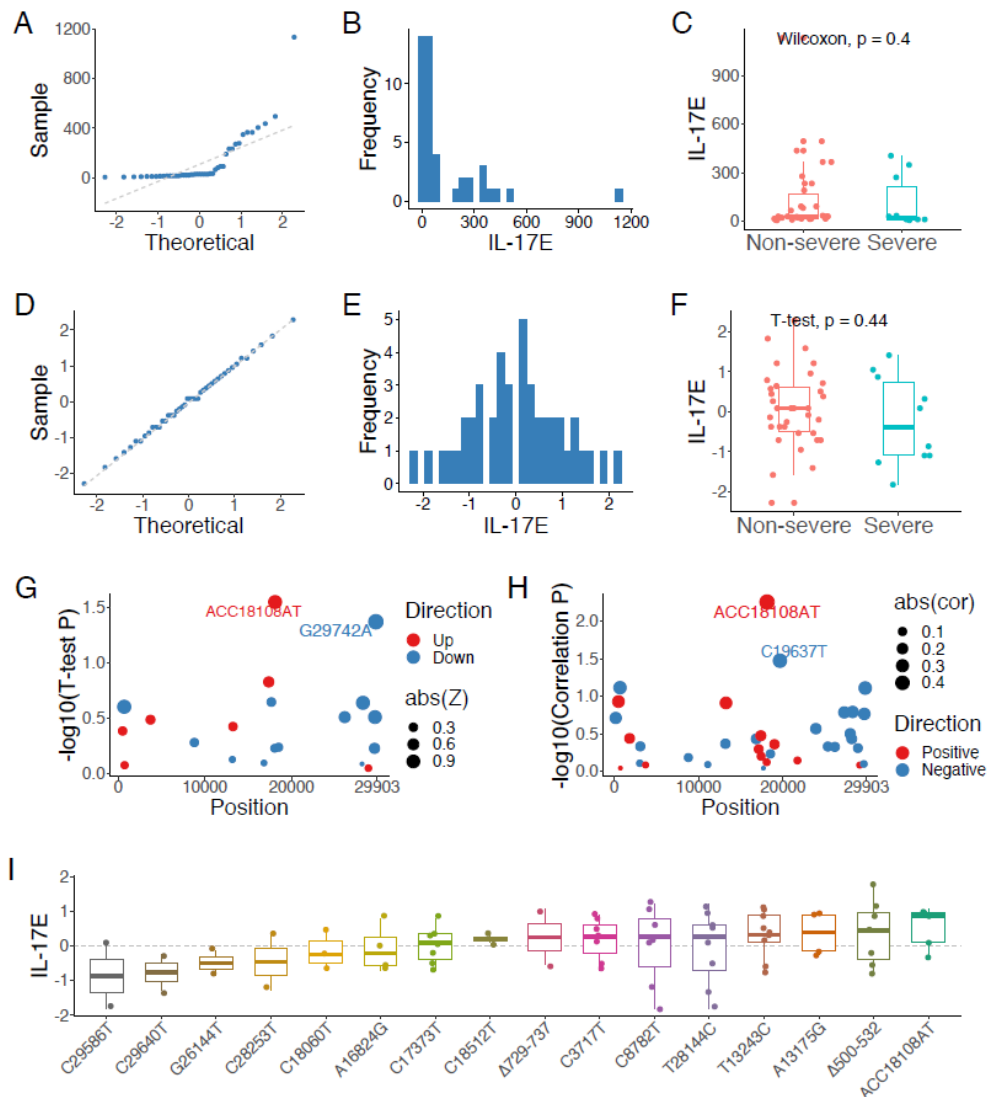 A
1200
800
400
0
Sample
-2
-1
0
1
2
Theoretical
B
10
5
0
Frequency
0
300
600
900
1200
IL-17E
C
Wilcoxon, p = 0.4
900
600
300
0
IL-17E
Non-severe
Severe
D
2
1
0
-1
-2
Sample
-2
-1
0
1
2
Theoretical
E
5
4
3
2
1
0
Frequency
-2
-1
0
1
2
IL-17E
F
T-test, p = 0.44
2
1
0
-1
-2
IL-17E
Non-severe
Severe
G
1.5
1.0
0.5
0.0
-log10(T-test P)
ACC18108AT
G29742A
0
10000
20000
29903
Position
Direction
Up
Down
abs(Z)
0.3
0.6
0.9
H
2.0
1.5
1.0
0.5
0.0
-log10(Correlation P)
ACC18108AT
C19637T
0
10000
20000
29903
Position
abs(cor)
0.1
0.2
0.3
0.4
Direction
Positive
Negative
I
2
1
0
-1
-2
IL-17E
C29586T
C29640T
G26144T
C28253T
C18060T
A16824G
C17373T
C18512T
Δ729-737
C3717T
C8782T
T28144C
T13243C
A13175G
Δ500-532
ACC18108AT